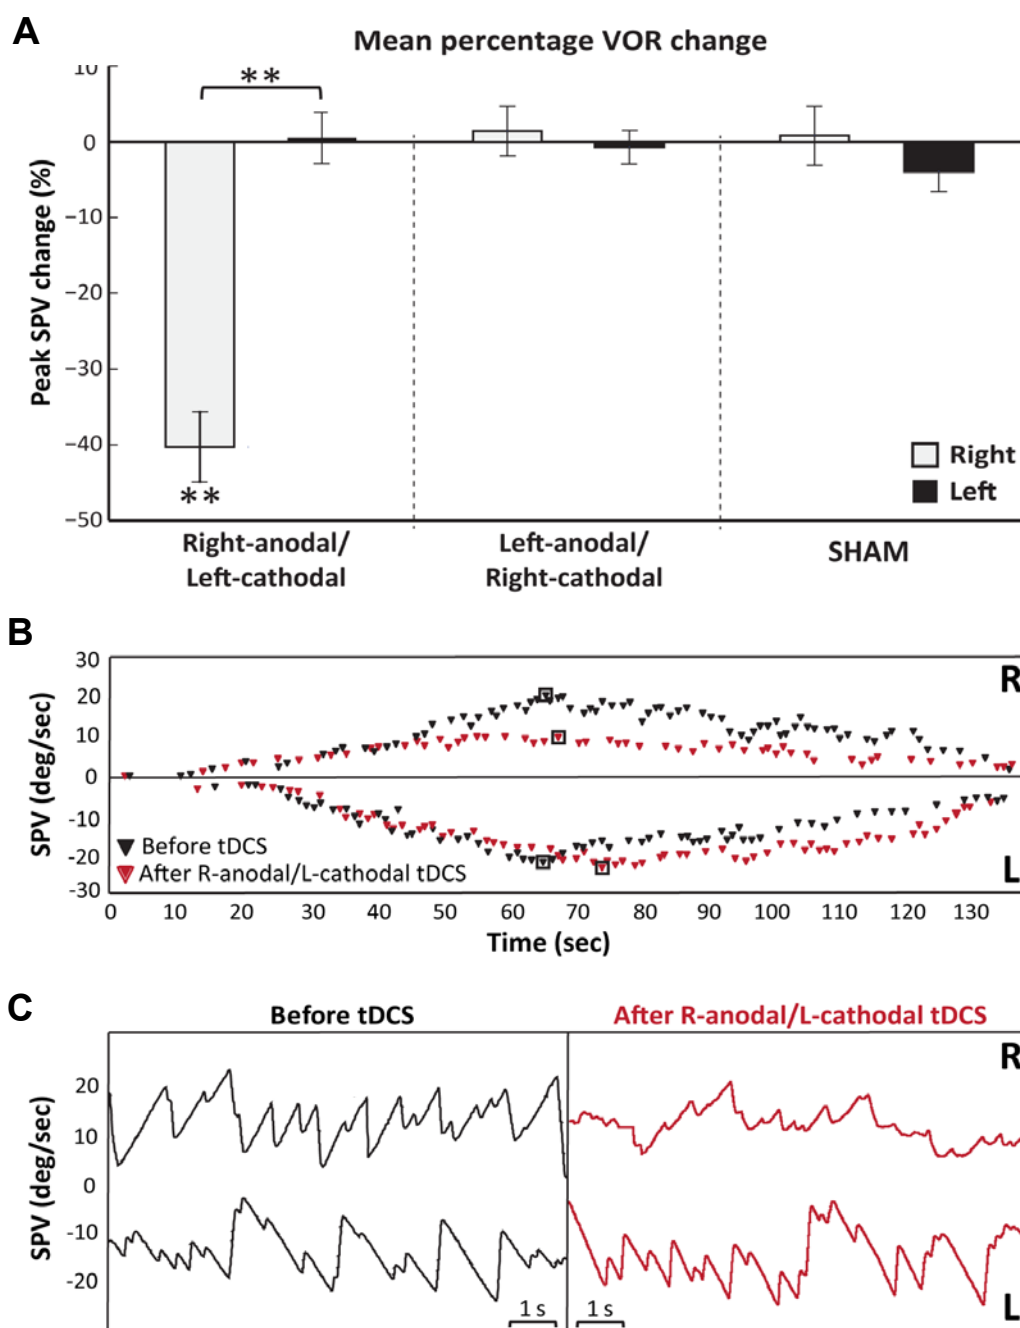 A
Mean percentage VOR change
Peak SPV change (%)
10
0
−10
−20
−30
−40
−50
**
**
Right
Left
Right-anodal/
Left-cathodal
Left-anodal/
Right-cathodal
SHAM
B
SPV (deg/sec)
30
20
10
0
-10
-20
-30
R
Before tDCS
After R-anodal/L-cathodal tDCS
L
0 10 20 30 40 50 60 70 80 90 100 110 120 130
Time (sec)
C
Before tDCS
After R-anodal/L-cathodal tDCS
SPV (deg/sec)
20
10
0
-10
-20
R
1 s
1 s
L